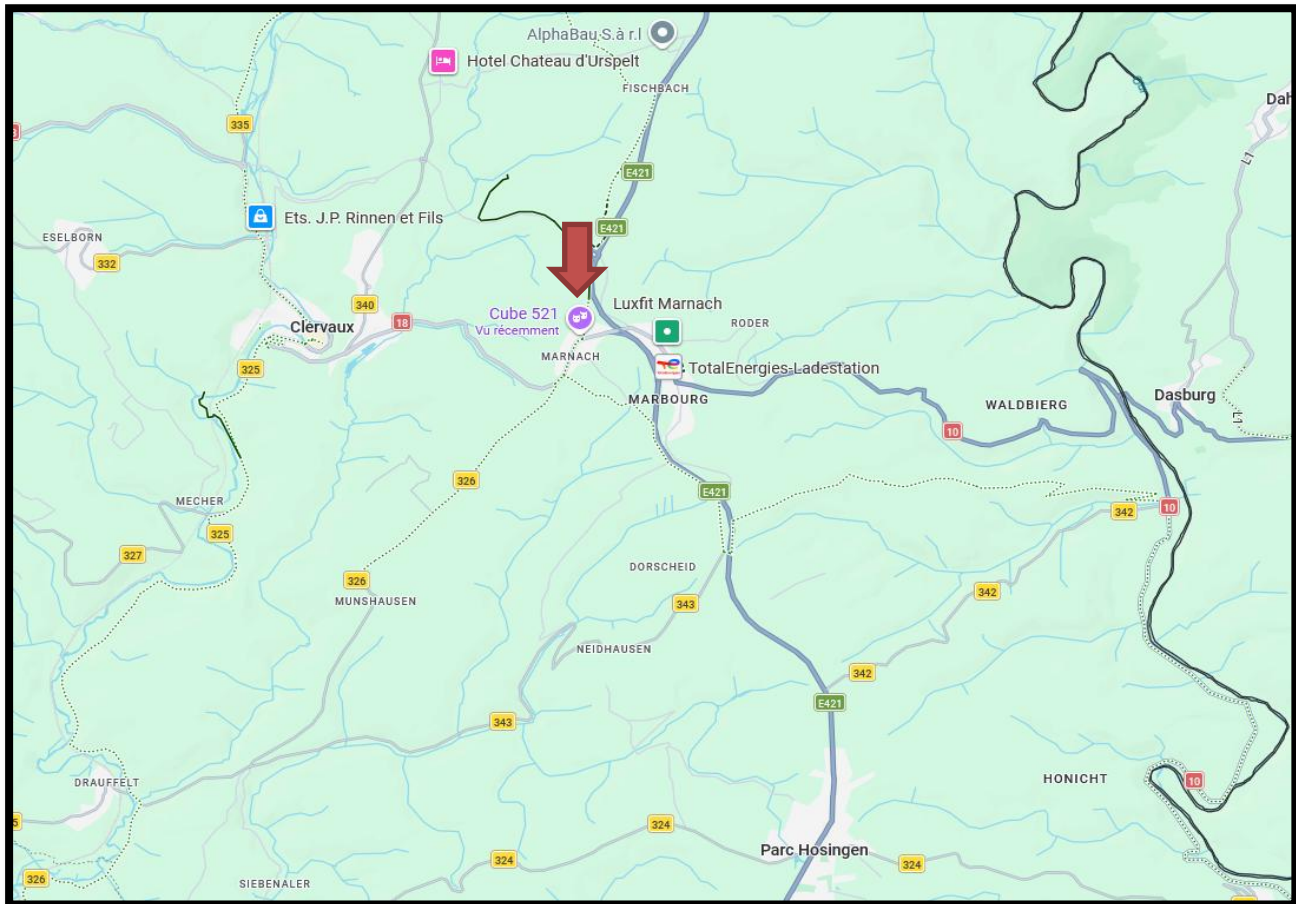 AlphaBau S.à r.l
Hotel Chateau d'Urspelt
FISCHBACH
Dah
335
E421
L1
Ets. J.P. Rinnen et Fils
E421
ESELBORN
332
340
Cube 521
Vu récemment
Luxfit Marnach
RODER
Clervaux
18
MARNACH
325
TotalEnergies-Ladestation
MARBOURG
WALDBIERG
Dasburg
L1
10
326
E421
MECHER
342
10
325
327
DORSCHEID
326
MUNSHAUSEN
343
342
NEIDHAUSEN
342
E421
343
DRAUFFELT
HONICHT
10
5
324
Parc Hosingen
324
324
326
SIEBENALER